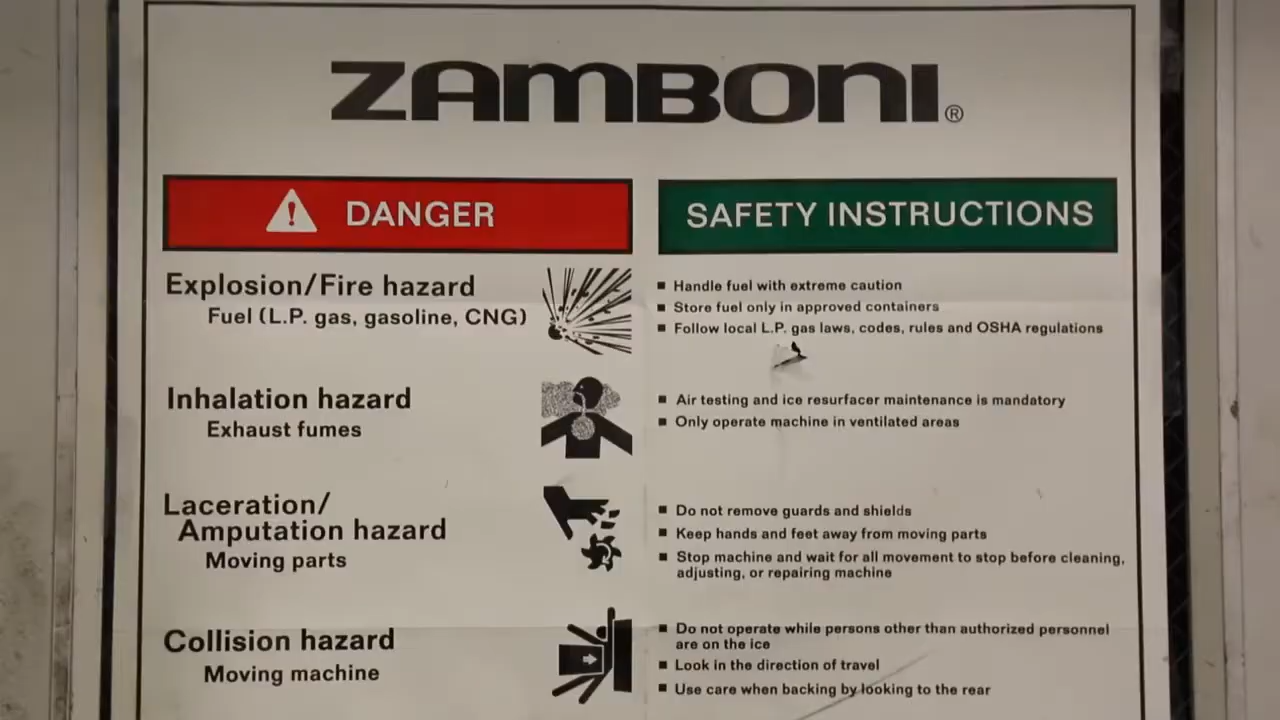 ZAMBONI®
DANGER
SAFETY INSTRUCTIONS
Explosion/Fire hazard
Fuel (L.P. gas, gasoline, CNG)
▪ Handle fuel with extreme caution
▪ Store fuel only in approved containers
▪ Follow local L.P. gas laws, codes, rules and OSHA regulations
Inhalation hazard
Exhaust fumes
▪ Air testing and ice resurfacer maintenance is mandatory
▪ Only operate machine in ventilated areas
Laceration/
Amputation hazard
Moving parts
▪ Do not remove guards and shields
▪ Keep hands and feet away from moving parts
▪ Stop machine and wait for all movement to stop before cleaning,
adjusting, or repairing machine
Collision hazard
Moving machine
▪ Do not operate while persons other than authorized personnel
are on the ice
▪ Look in the direction of travel
▪ Use care when backing by looking to the rear